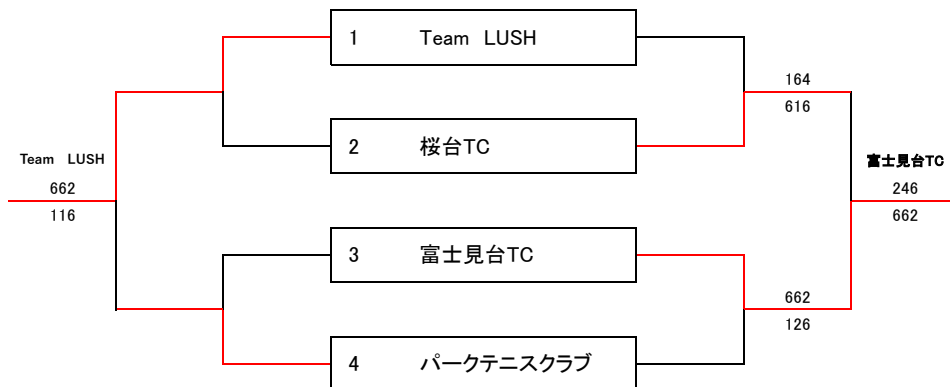 1 Team LUSH
164
616
2 桜台TC
Team LUSH
662
116
富士見台TC
246
662
3 富士見台TC
662
126
4 パークテニスクラブ